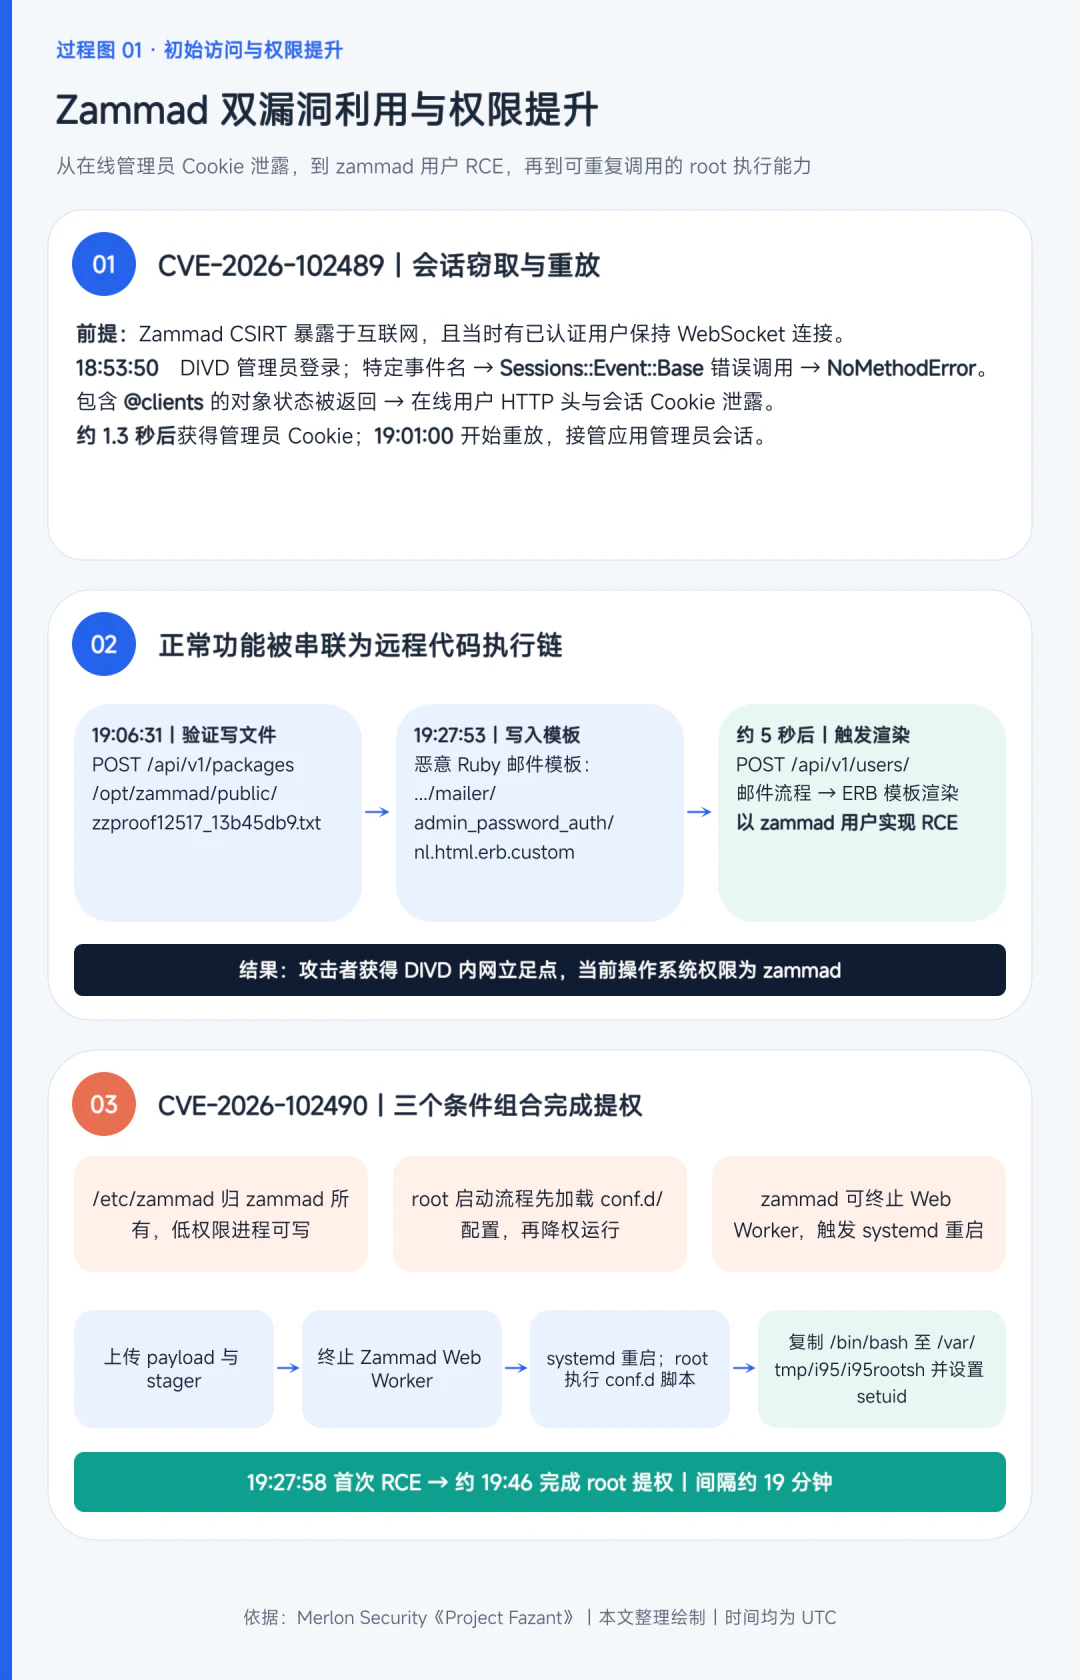 过程图 01 · 初始访问与权限提升
Zammad 双漏洞利用与权限提升
从在线管理员 Cookie 泄露，到 zammad 用户 RCE，再到可重复调用的 root 执行能力
01
CVE-2026-102489 | 会话窃取与重放
前提：Zammad CSIRT 暴露于互联网，且当时有已认证用户保持 WebSocket 连接。
18:53:50 DIVD 管理员登录；特定事件名 → Sessions::Event::Base 错误调用 → NoMethodError。
包含 @clients 的对象状态被返回 → 在线用户 HTTP 头与会话 Cookie 泄露。
约 1.3 秒后获得管理员 Cookie；19:01:00 开始重放，接管应用管理员会话。
02
正常功能被串联为远程代码执行链
19:06:31 | 验证写文件
POST /api/v1/packages
/opt/zammad/public/
zzproof12517_13b45db9.txt
→
19:27:53 | 写入模板
恶意 Ruby 邮件模板：
.../mailer/
admin_password_auth/
nl.html.erb.custom
→
约 5 秒后 | 触发渲染
POST /api/v1/users/
邮件流程 → ERB 模板渲染
以 zammad 用户实现 RCE
结果：攻击者获得 DIVD 内网立足点，当前操作系统权限为 zammad
03
CVE-2026-102490 | 三个条件组合完成提权
/etc/zammad 归 zammad 所
有，低权限进程可写
root 启动流程先加载 conf.d/
配置，再降权运行
zammad 可终止 Web
Worker，触发 systemd 重启
上传 payload 与
stager
→
终止 Zammad Web
Worker
→
systemd 重启；root
执行 conf.d 脚本
→
复制 /bin/bash 至 /var/
tmp/i95/i95rootsh 并设置
setuid
19:27:58 首次 RCE → 约 19:46 完成 root 提权 | 间隔约 19 分钟
依据：Merlon Security《Project Fazant》 | 本文整理绘制 | 时间均为 UTC